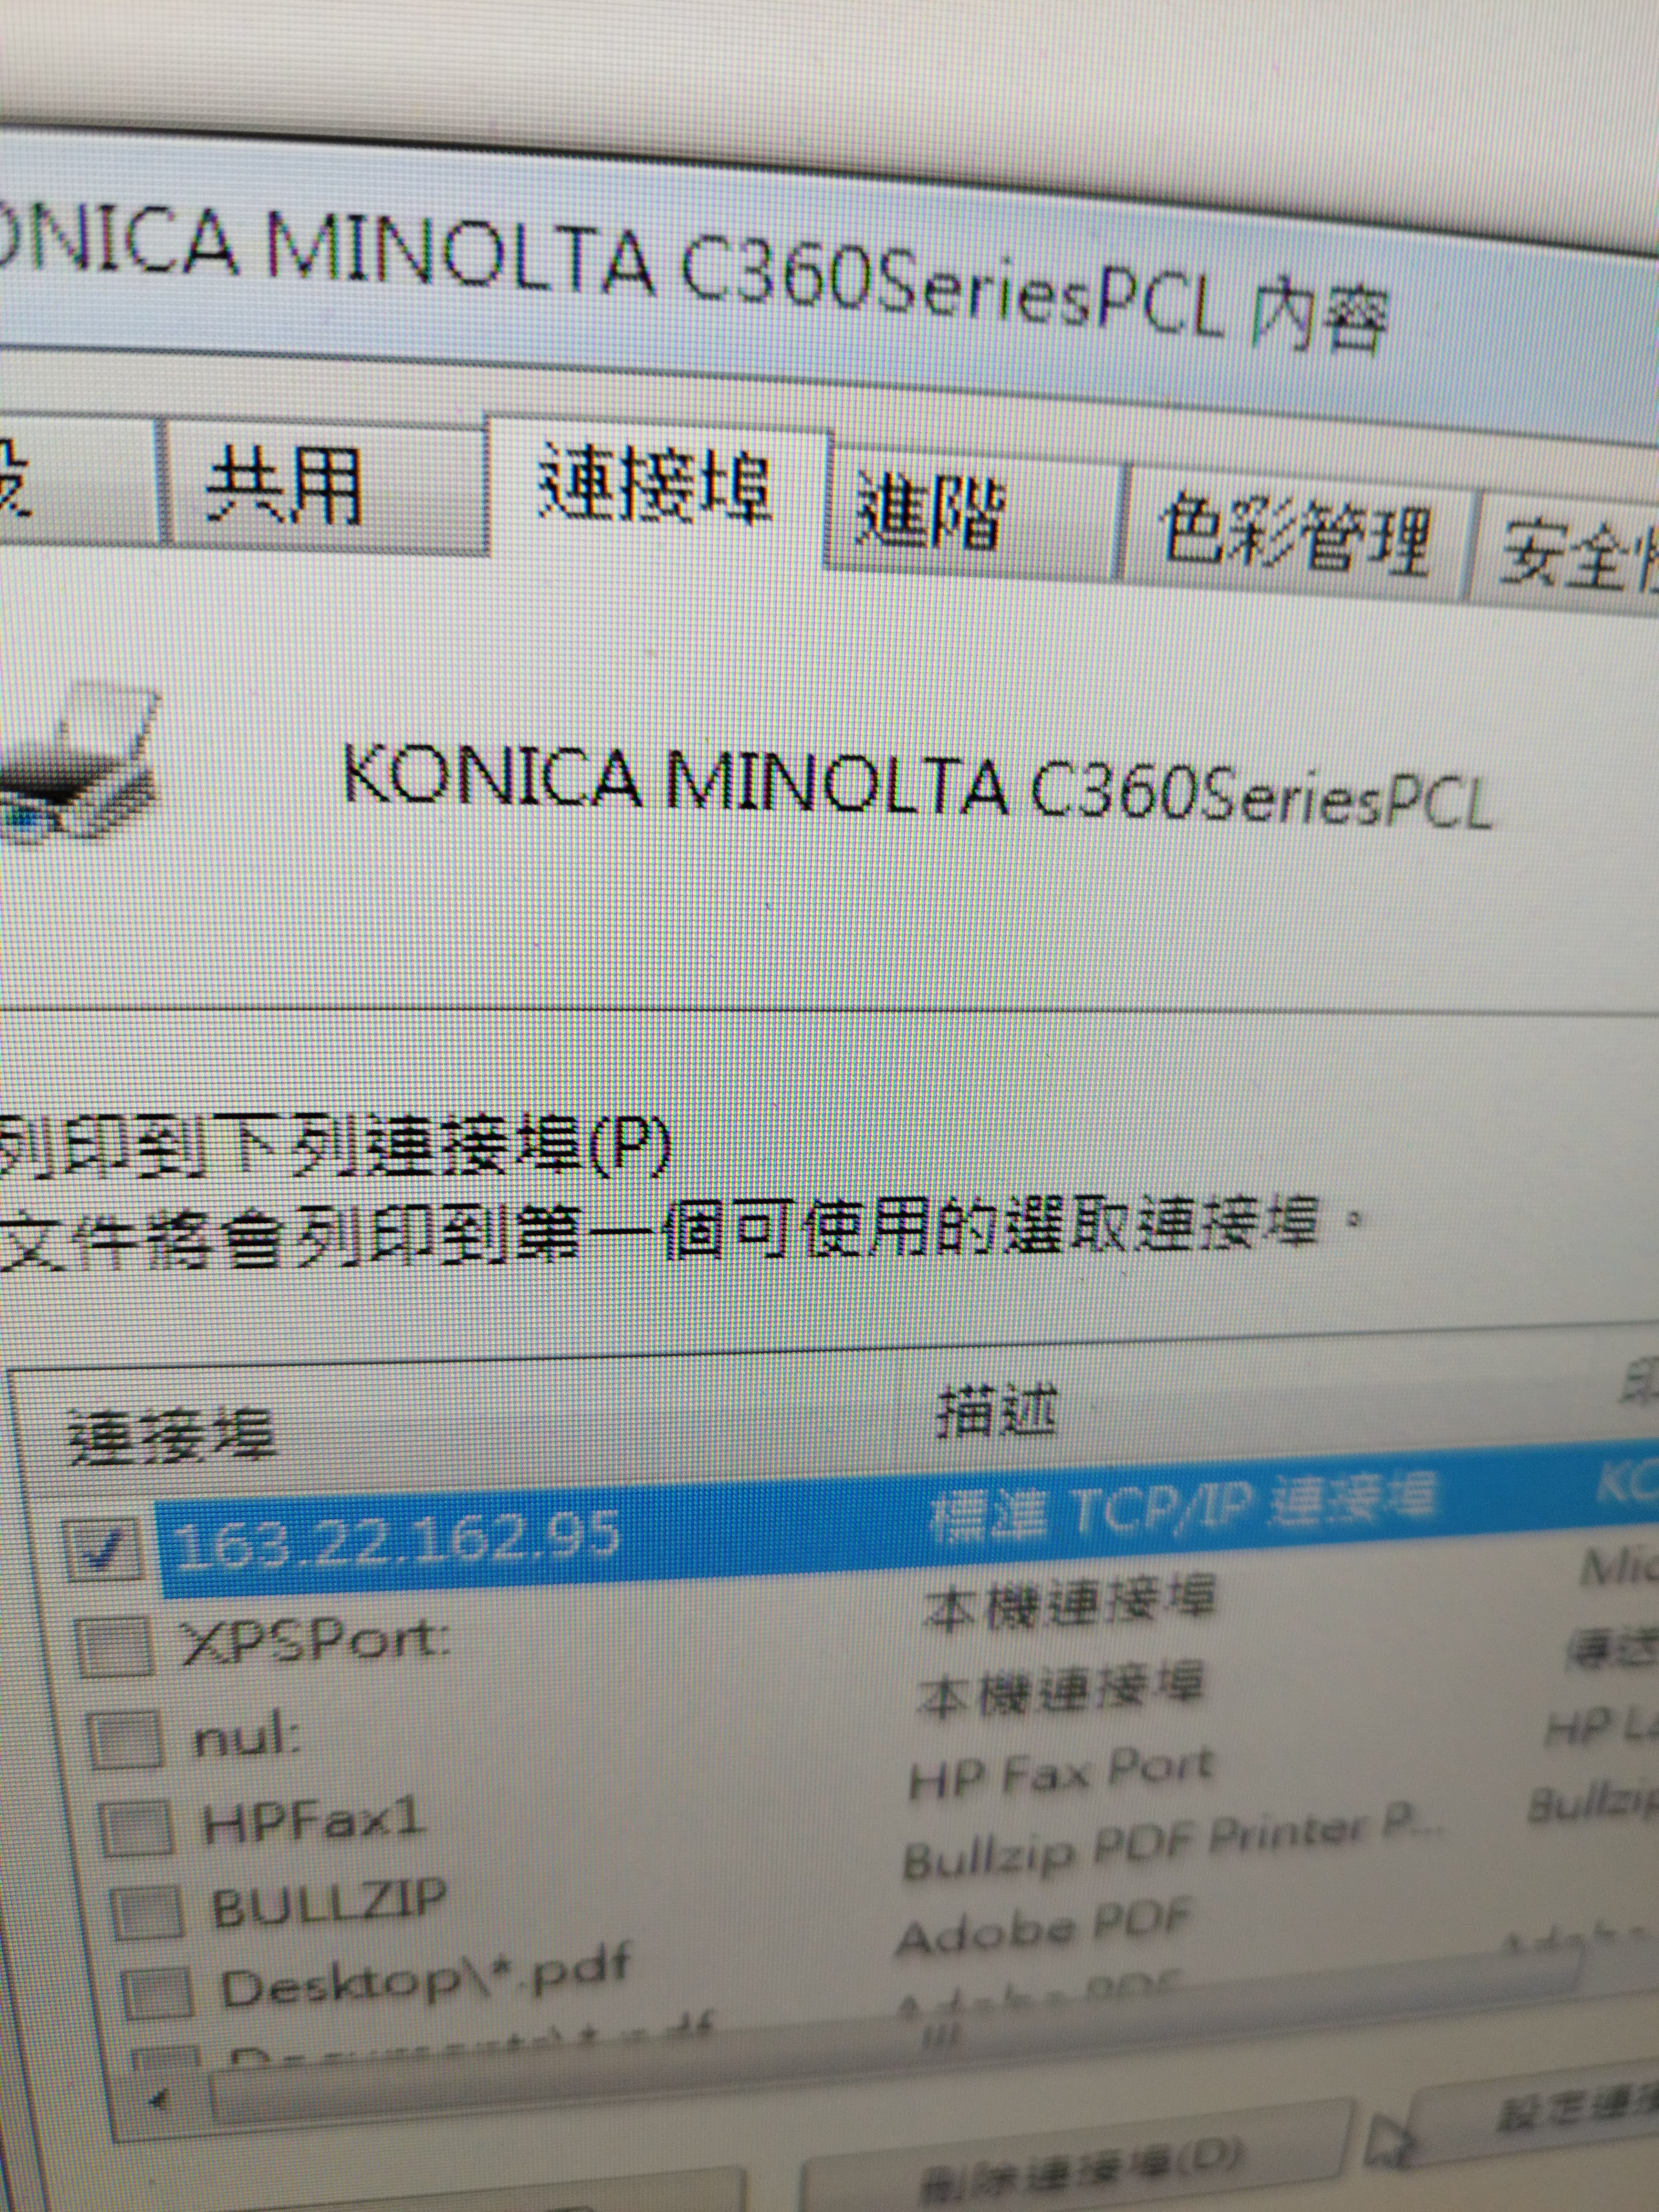 ONICA MINOLTA C360SeriesPCL 內容
共用 連接埠 進階 色彩管理 安全性
KONICA MINOLTA C360SeriesPCL
列印到下列連接埠(P)
文件將會列印到第一個可使用的選取連接埠。
連接埠 描述 印
163.22.162.95 標準 TCP/IP 連接埠 KO
XPSPort: 本機連接埠 Mic
nul: 本機連接埠 傳送
HPFax1 HP Fax Port HP La
BULLZIP Bullzip PDF Printer P... Bullzip
Desktop\*.pdf Adobe PDF
刪除連接埠(D) 設定連接